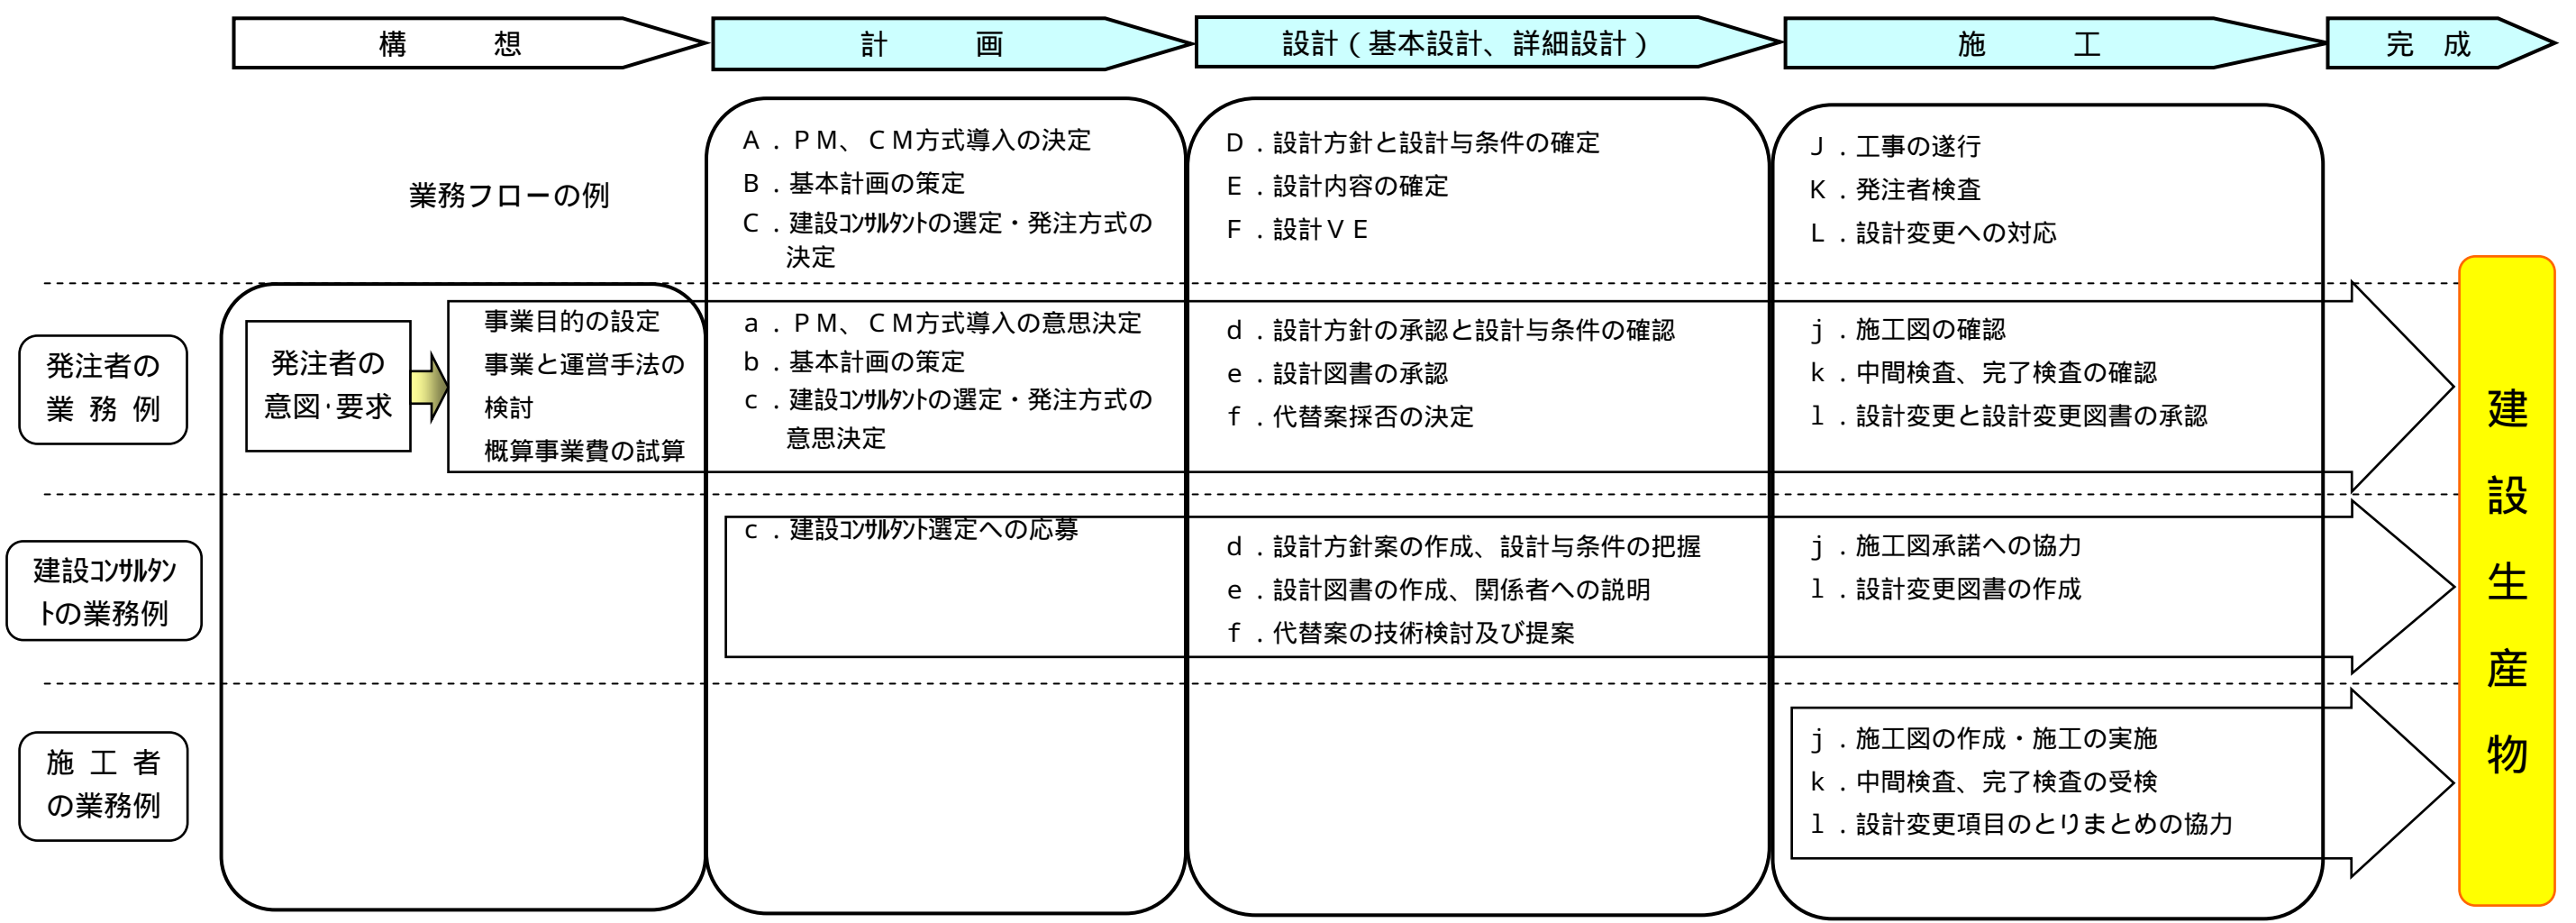 構　想
計　画
設計（基本設計、詳細設計）
施　工
完　成
業務フローの例
Ａ．ＰＭ、ＣＭ方式導入の決定
Ｂ．基本計画の策定
Ｃ．建設ｺﾝｻﾙﾀﾝﾄの選定・発注方式の
決定
Ｄ．設計方針と設計与条件の確定
Ｅ．設計内容の確定
Ｆ．設計ＶＥ
Ｊ．工事の遂行
Ｋ．発注者検査
Ｌ．設計変更への対応
発注者の
業 務 例
発注者の
意図･要求
事業目的の設定
事業と運営手法の
検討
概算事業費の試算
ａ．ＰＭ、ＣＭ方式導入の意思決定
ｂ．基本計画の策定
ｃ．建設ｺﾝｻﾙﾀﾝﾄの選定・発注方式の
意思決定
ｄ．設計方針の承認と設計与条件の確認
ｅ．設計図書の承認
ｆ．代替案採否の決定
ｊ．施工図の確認
ｋ．中間検査、完了検査の確認
ｌ．設計変更と設計変更図書の承認
建設ｺﾝｻﾙﾀﾝ
ﾄの業務例
ｃ．建設ｺﾝｻﾙﾀﾝﾄ選定への応募
ｄ．設計方針案の作成、設計与条件の把握
ｅ．設計図書の作成、関係者への説明
ｆ．代替案の技術検討及び提案
ｊ．施工図承諾への協力
ｌ．設計変更図書の作成
施 工 者
の業務例
ｊ．施工図の作成・施工の実施
ｋ．中間検査、完了検査の受検
ｌ．設計変更項目のとりまとめの協力
建設生産物